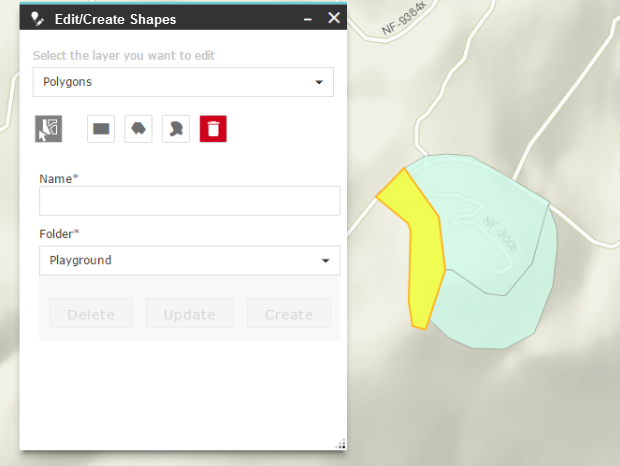 Edit/Create Shapes
Select the layer you want to edit
Polygons
Name*
Folder*
Playground
Delete Update Create
NF-9384x
NF-300b